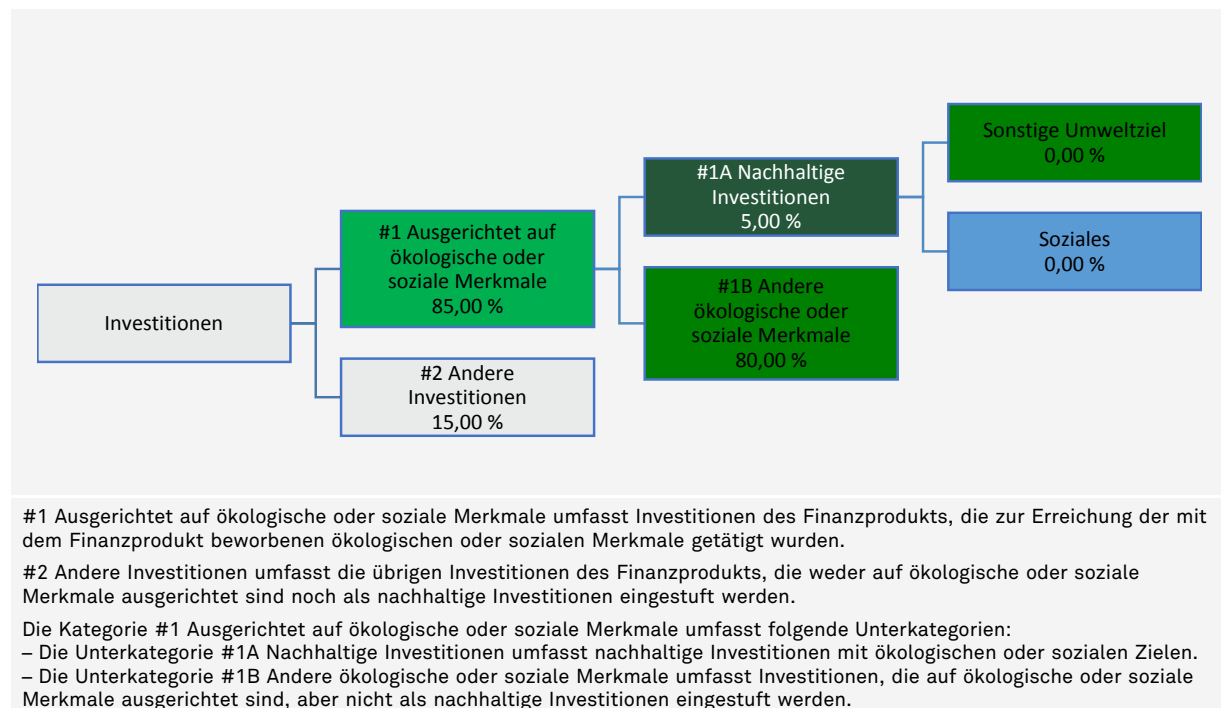 Investitionen
#1 Ausgerichtet auf
ökologische oder
soziale Merkmale
85,00 %
#2 Andere
Investitionen
15,00 %
#1A Nachhaltige
Investitionen
5,00 %
#1B Andere
ökologische oder
soziale Merkmale
80,00 %
Sonstige Umweltziel
0,00 %
Soziales
0,00 %
#1 Ausgerichtet auf ökologische oder soziale Merkmale umfasst Investitionen des Finanzprodukts, die zur Erreichung der mit
dem Finanzprodukt beworbenen ökologischen oder sozialen Merkmale getätigt wurden.
#2 Andere Investitionen umfasst die übrigen Investitionen des Finanzprodukts, die weder auf ökologische oder soziale
Merkmale ausgerichtet sind noch als nachhaltige Investitionen eingestuft werden.
Die Kategorie #1 Ausgerichtet auf ökologische oder soziale Merkmale umfasst folgende Unterkategorien:
– Die Unterkategorie #1A Nachhaltige Investitionen umfasst nachhaltige Investitionen mit ökologischen oder sozialen Zielen.
– Die Unterkategorie #1B Andere ökologische oder soziale Merkmale umfasst Investitionen, die auf ökologische oder soziale
Merkmale ausgerichtet sind, aber nicht als nachhaltige Investitionen eingestuft werden.